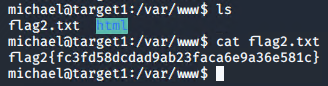 michael@target1:/var/www$ ls
flag2.txt html
michael@target1:/var/www$ cat flag2.txt
flag2{fc3fd58dcdad9ab23faca6e9a36e581c}
michael@target1:/var/www$